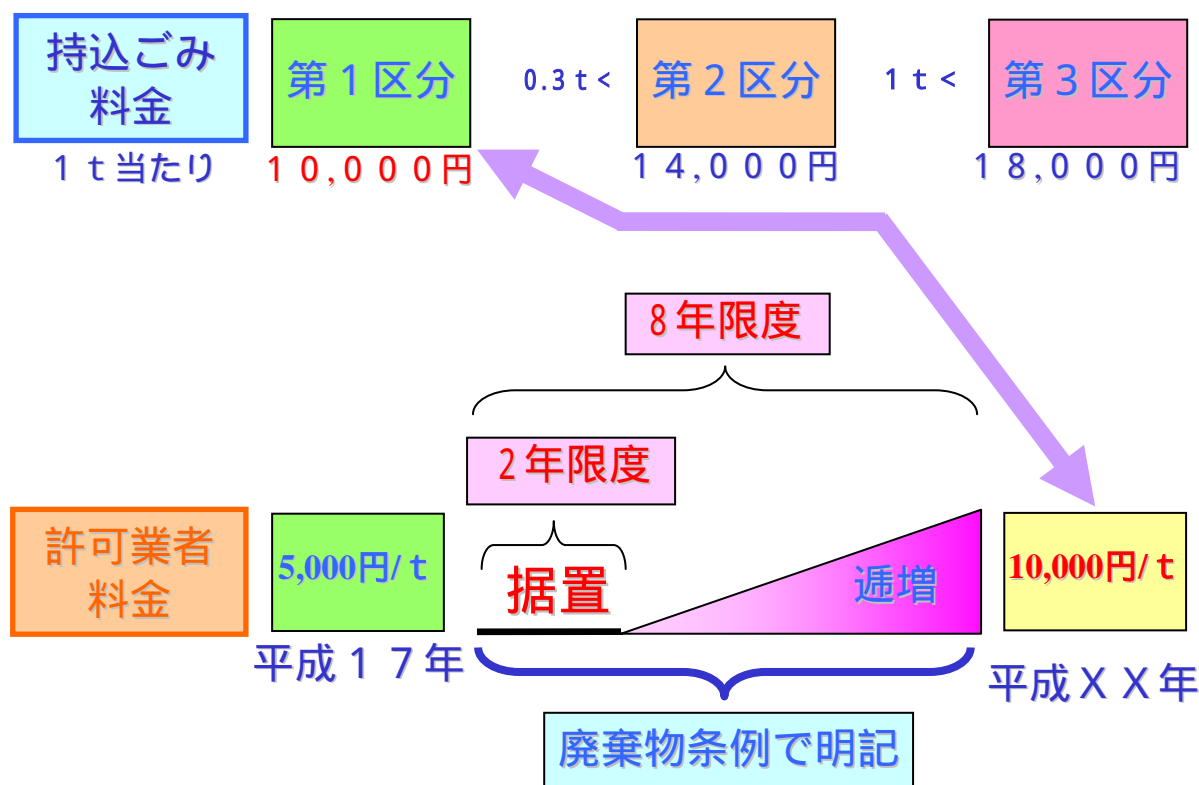 持込ごみ
料金
第１区分
0.3ｔ<
第２区分
１ｔ<
第３区分
１ｔ当たり
１０,０００円
１４,０００円
１８,０００円
８年限度
２年限度
許可業者
料金
5,000円/ｔ
据置
逓増
10,000円/ｔ
平成１７年
平成ＸＸ年
廃棄物条例で明記